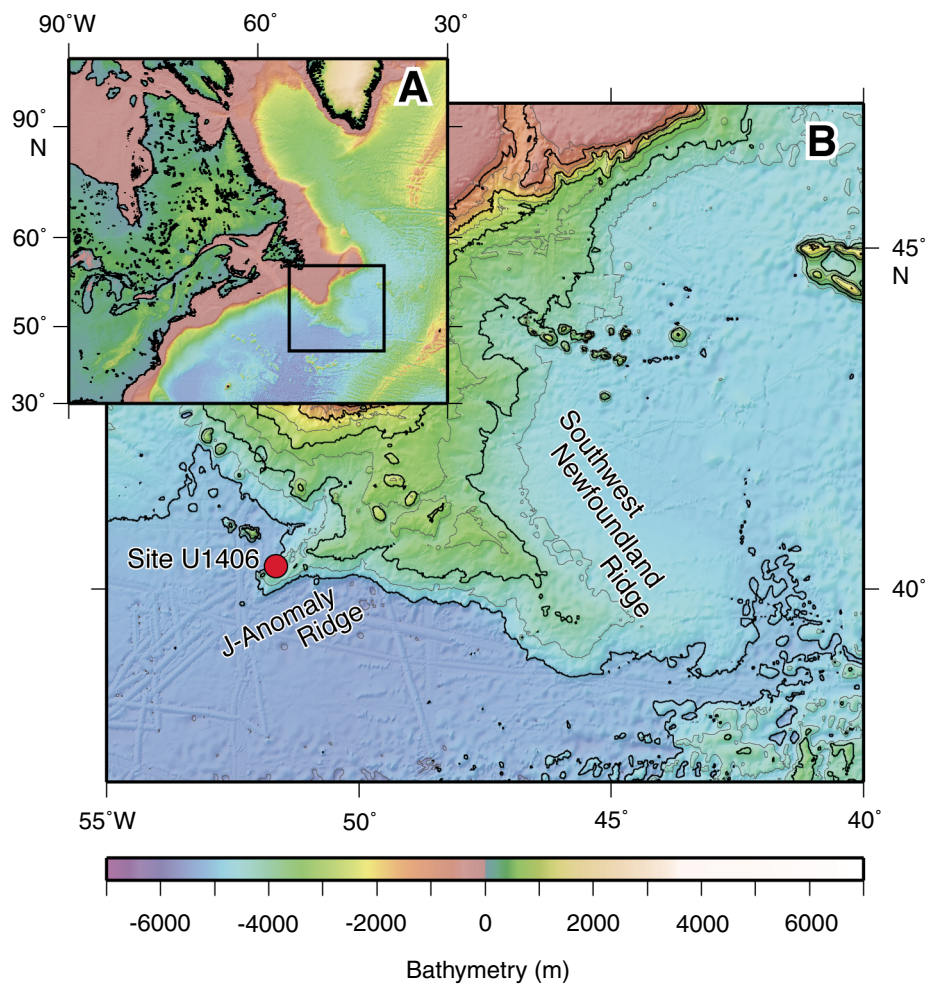 90˚W
60˚
30˚
A
90˚
N
60˚
50˚
30˚
B
45˚
N
40˚
Southwest
Newfoundland
Ridge
Site U1406
J-Anomaly
Ridge
55˚W
50˚
45˚
40˚
-6000
-4000
-2000
0
2000
4000
6000
Bathymetry (m)